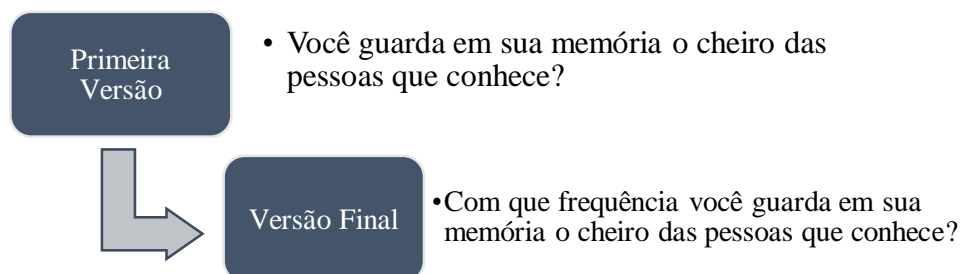 Primeira
Versão
• Você guarda em sua memória o cheiro das
pessoas que conhece?
Versão Final
•Com que frequência você guarda em sua
memória o cheiro das pessoas que conhece?